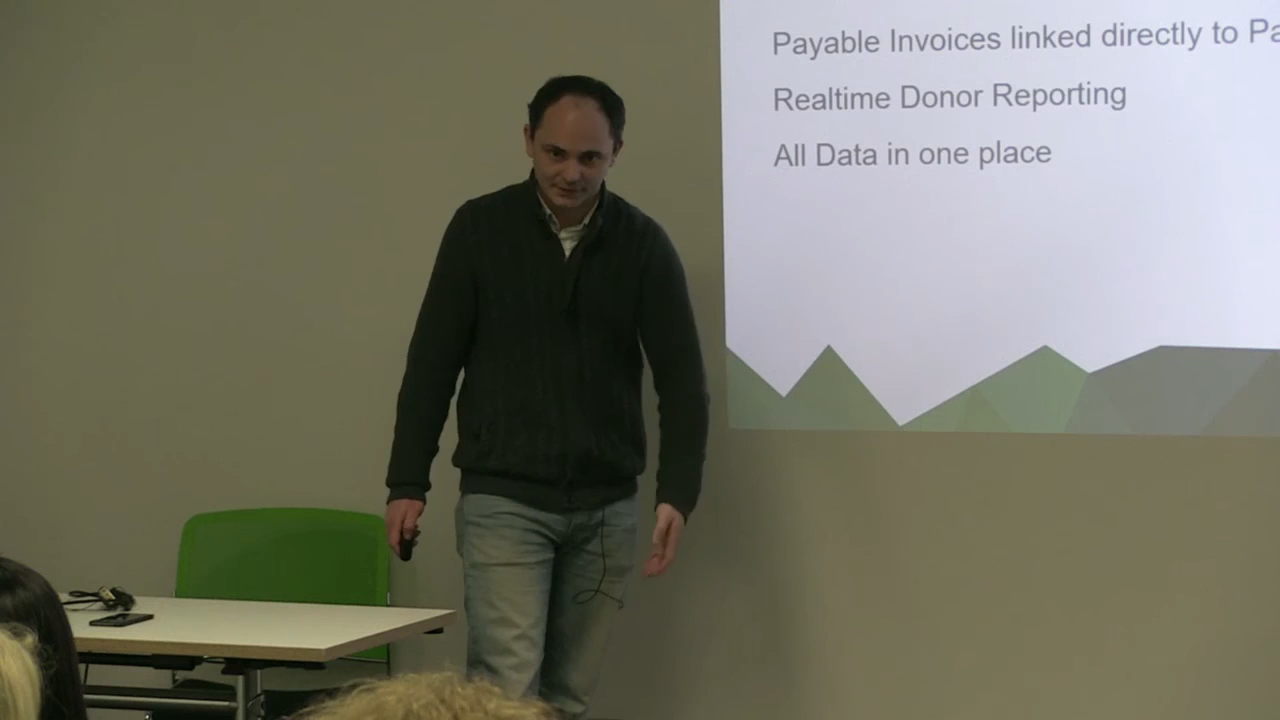 Payable Invoices linked directly to
Realtime Donor Reporting
All Data in one place